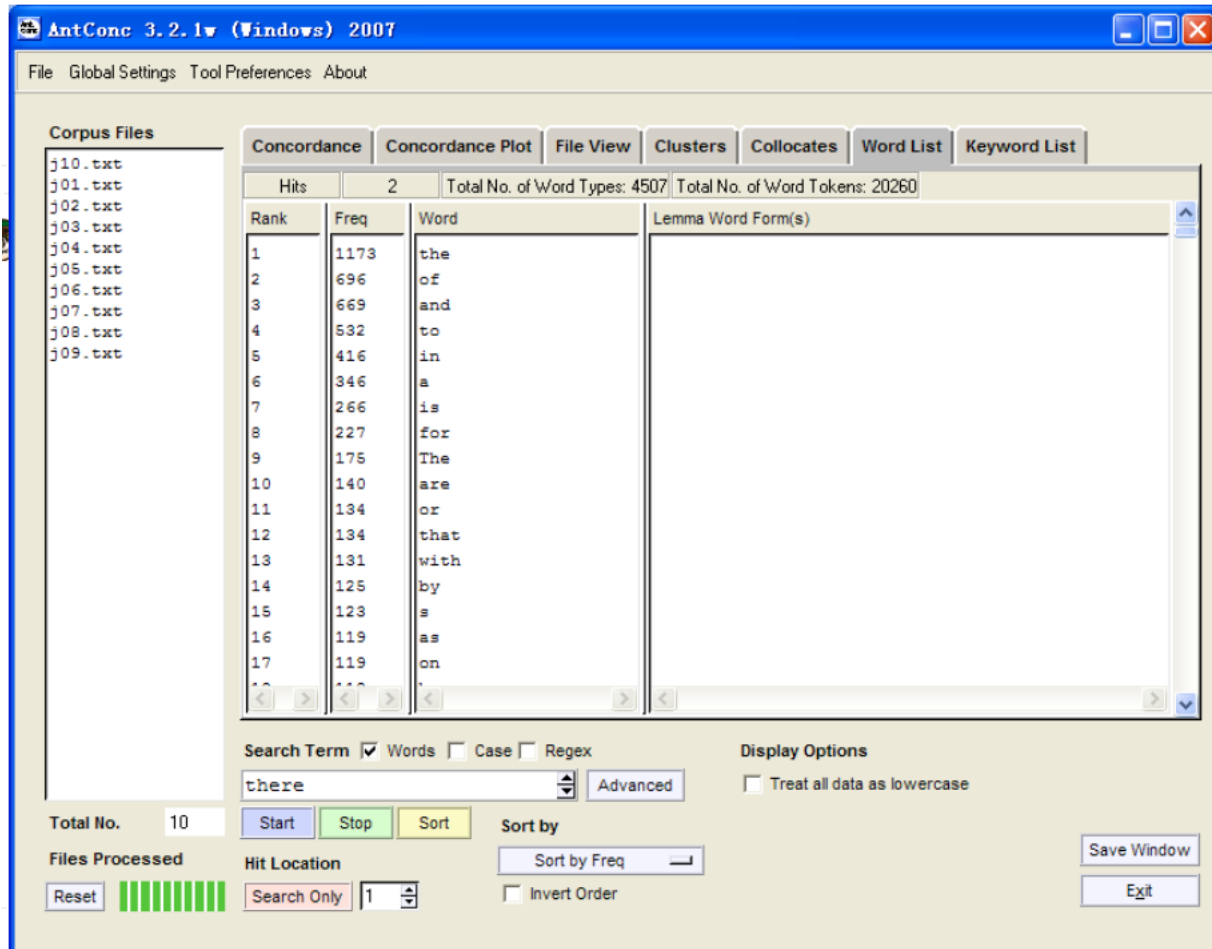 AntConc 3.2.1w (Windows) 2007
File Global Settings Tool Preferences About
Corpus Files
j10.txt
j01.txt
j02.txt
j03.txt
j04.txt
j05.txt
j06.txt
j07.txt
j08.txt
j09.txt
Concordance Concordance Plot File View Clusters Collocates Word List Keyword List
Hits 2 Total No. of Word Types: 4507 Total No. of Word Tokens: 20260
Rank Freq Word Lemma Word Form(s)
1 1173 the
2 696 of
3 669 and
4 532 to
5 416 in
6 346 a
7 266 is
8 227 for
9 175 The
10 140 are
11 134 or
12 134 that
13 131 with
14 125 by
15 123 s
16 119 as
17 119 on
Search Term Words Case Regex
there Advanced
Start Stop Sort
Hit Location
Search Only 1
Sort by
Sort by Freq
Invert Order
Display Options
Treat all data as lowercase
Total No. 10
Files Processed
Reset
Save Window
Exit